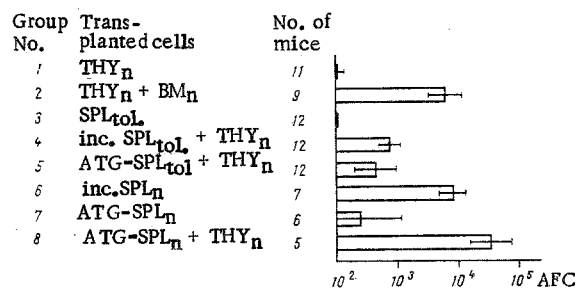 Group Trans- No. of
No. planted cells mice
1 THYn 11
2 THYn + BMn 9
3 SPLtol. 12
4 inc. SPLtol. + THYn 12
5 ATG-SPLtol + THYn 12
6 inc.SPLn 7
7 ATG-SPLn 6
8 ATG-SPLn + THYn 5
10² 10³ 10⁴ 10⁵ AFC